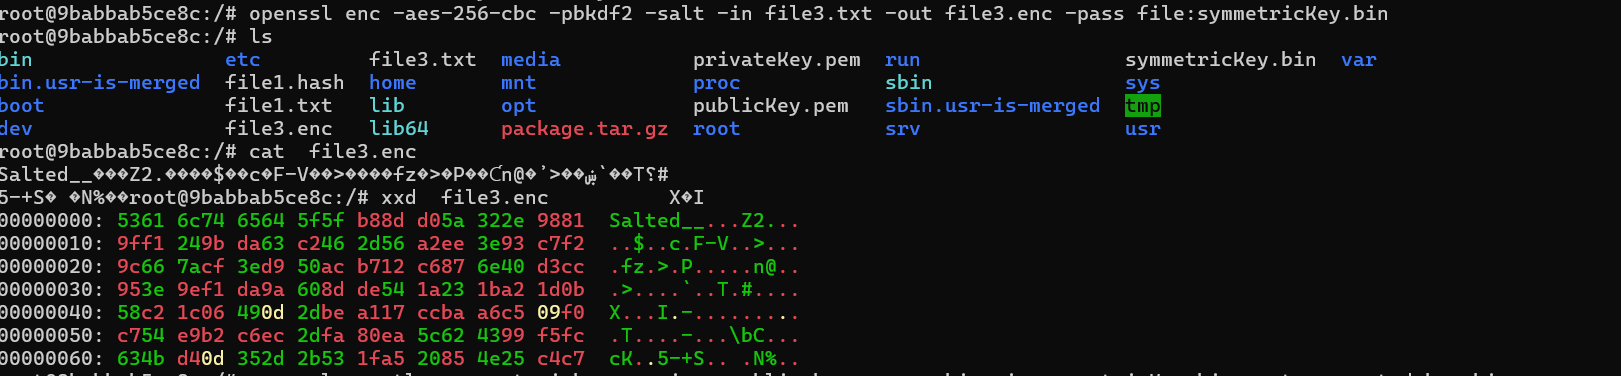 root@9babbab5ce8c:/# openssl enc -aes-256-cbc -pbkdf2 -salt -in file3.txt -out file3.enc -pass file:symmetricKey.bin
root@9babbab5ce8c:/# ls
bin                etc         file3.txt  media           privateKey.pem      run                 symmetricKey.bin  var
bin.usr-is-merged  file1.hash  home       mnt             proc                sbin                sys
boot               file1.txt   lib        opt             publicKey.pem       sbin.usr-is-merged  tmp
dev                file3.enc   lib64      package.tar.gz  root                srv                 usr
root@9babbab5ce8c:/# cat  file3.enc
Salted__���Z2.����$��c�F-V��>����fz�>�P��
5-+S� �N%��root@9babbab5ce8c:/# xxd  file3.enc          X�I
00000000: 5361 6c74 6564 5f5f b88d d05a 322e 9881  Salted__...Z2...
00000010: 9ff1 249b da63 c246 2d56 a2ee 3e93 c7f2  ..$..c.F-V..>...
00000020: 9c66 7acf 3ed9 50ac b712 c687 6e40 d3cc  .fz.>.P.....n@..
00000030: 953e 9ef1 da9a 608d de54 1a23 1ba2 1d0b  .>....`..T.#....
00000040: 58c2 1c06 490d 2dbe a117 ccba a6c5 09f0  X...I.-.........
00000050: c754 e9b2 c6ec 2dfa 80ea 5c62 4399 f5fc  .T....-...\bC...
00000060: 634b d40d 352d 2b53 1fa5 2085 4e25 c4c7  cK..5-+S.. .N%..